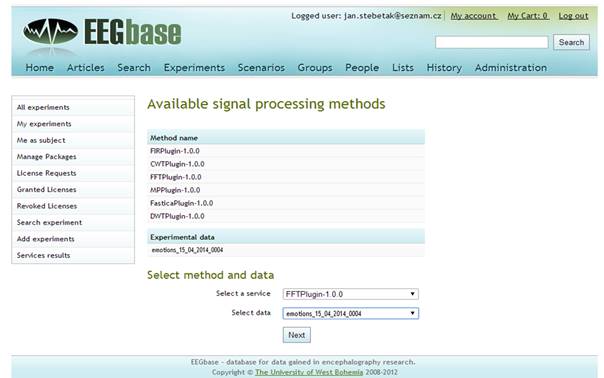 Logged user: jan.stebetak@seznam.cz My account My Cart: 0 Log out
EEGbase
Search
Home Articles Search Experiments Scenarios Groups People Lists History Administration
All experiments
My experiments
Me as subject
Manage Packages
License Requests
Granted Licenses
Revoked Licenses
Search experiment
Add experiments
Services results
Available signal processing methods
Method name
FIRPlugin-1.0.0
CWTPlugin-1.0.0
FFTPlugin-1.0.0
MPPlugin-1.0.0
FasticaPlugin-1.0.0
DWTPlugin-1.0.0
Experimental data
emotions_15_04_2014_0004
Select method and data
Select a service FFTPlugin-1.0.0
Select data emotions_15_04_2014_0004
Next
EEGbase - database for data gained in encephalography research.
Copyright © The University of West Bohemia 2008-2012